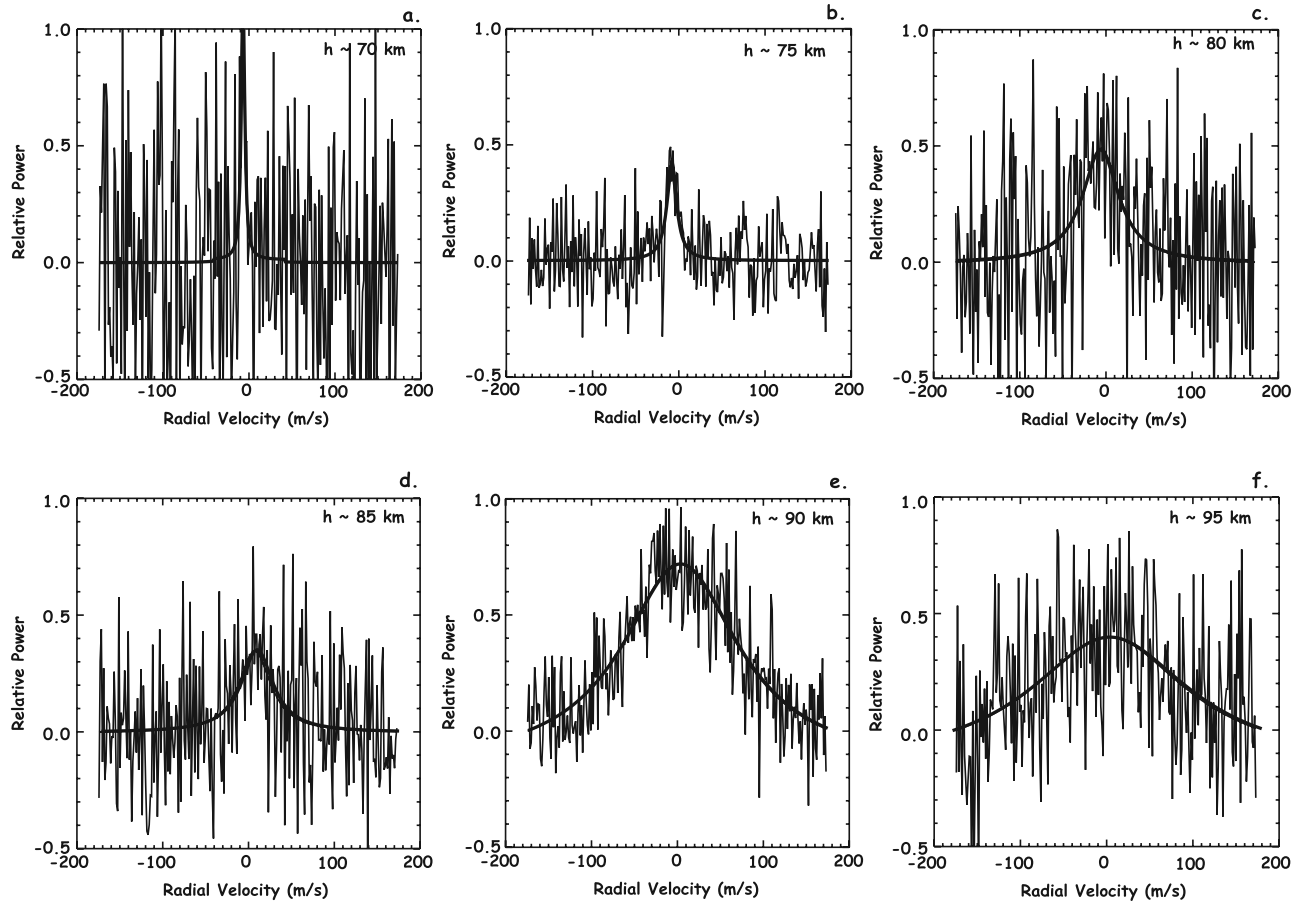 a.
1.0
h ~ 70 km
0.5
0.0
-0.5
Relative Power
-200 -100 0 100 200
Radial Velocity (m/s)
b.
1.0
h ~ 75 km
0.5
0.0
-0.5
Relative Power
-200 -100 0 100 200
Radial Velocity (m/s)
c.
1.0
h ~ 80 km
0.5
0.0
-0.5
Relative Power
-200 -100 0 100 200
Radial Velocity (m/s)
d.
1.0
h ~ 85 km
0.5
0.0
-0.5
Relative Power
-200 -100 0 100 200
Radial Velocity (m/s)
e.
1.0
h ~ 90 km
0.5
0.0
-0.5
Relative Power
-200 -100 0 100 200
Radial Velocity (m/s)
f.
1.0
h ~ 95 km
0.5
0.0
-0.5
Relative Power
-200 -100 0 100 200
Radial Velocity (m/s)